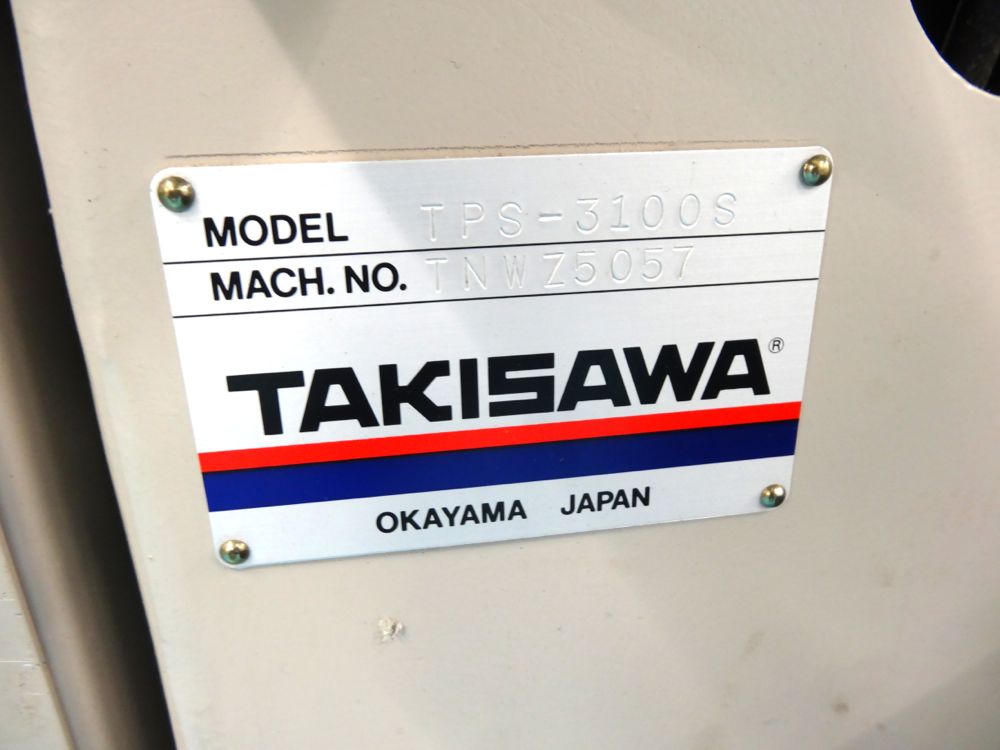 MODEL TPS-3100S
MACH. NO. TNWZ5057
TAKISAWA®
OKAYAMA JAPAN